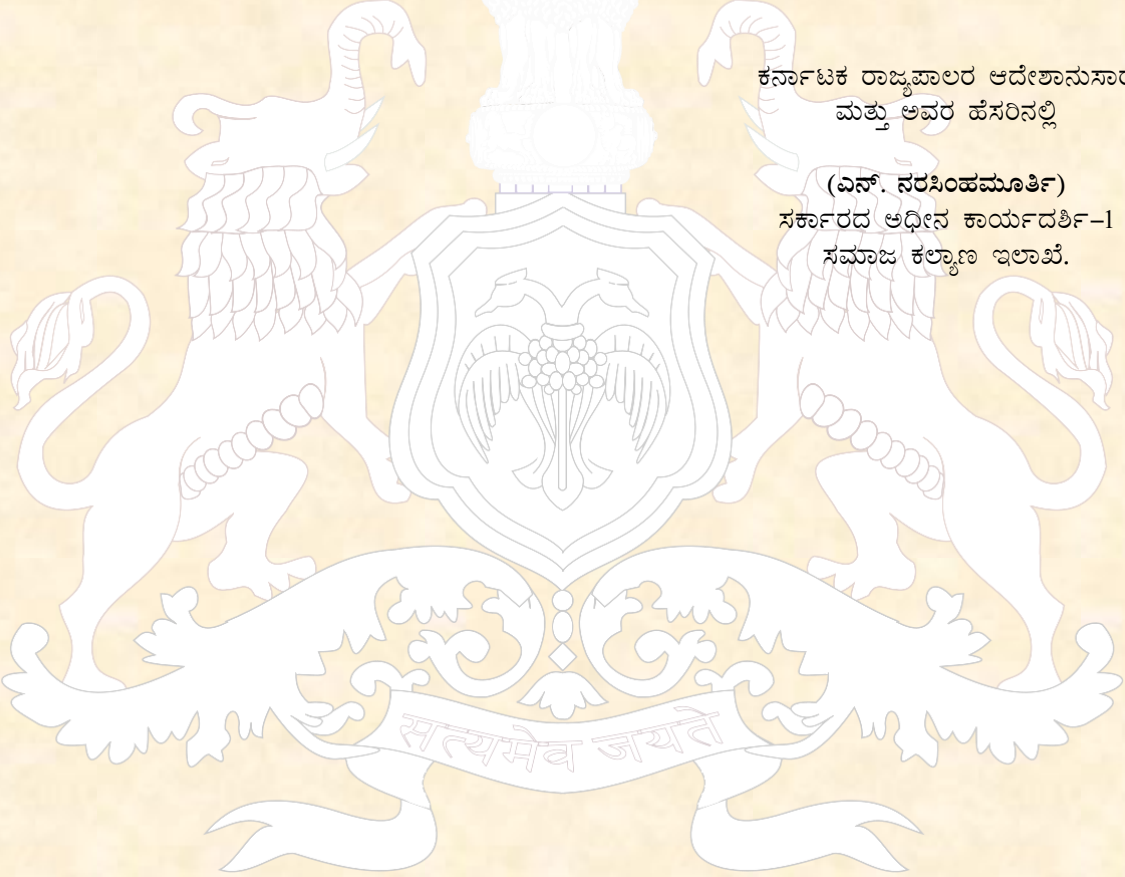 ಕರ್ನಾಟಕ ರಾಜ್ಯಪಾಲರ ಆದೇಶಾನುಸಾರ
ಮತ್ತು ಅವರ ಹೆಸರಿನಲ್ಲಿ
(ಎನ್. ನರಸಿಂಹಮೂರ್ತಿ)
ಸರ್ಕಾರದ ಅಧೀನ ಕಾರ್ಯದರ್ಶಿ–1
ಸಮಾಜ ಕಲ್ಯಾಣ ಇಲಾಖೆ.
सत्यमेव जयते